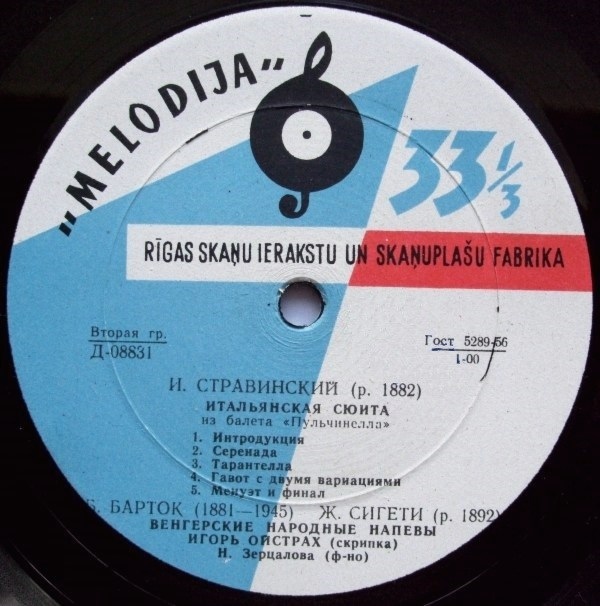 „MELODIJA“
33 1/3
RĪGAS SKAŅU IERAKSTU UN SKAŅUPLAŠU FABRIKA
Вторая гр.
Д-08831
Гост 5289-56
1-00
И. СТРАВИНСКИЙ (р. 1882)
ИТАЛЬЯНСКАЯ СЮИТА
из балета «Пульчинелла»
1. Интродукция
2. Серенада
3. Тарантелла
4. Гавот с двумя вариациями
5. Менуэт и финал
Б. БАРТОК (1881—1945) Ж. СИГЕТИ (р. 1892)
ВЕНГЕРСКИЕ НАРОДНЫЕ НАПЕВЫ
ИГОРЬ ОЙСТРАХ (скрипка)
Н. Зерцалова (ф-но)